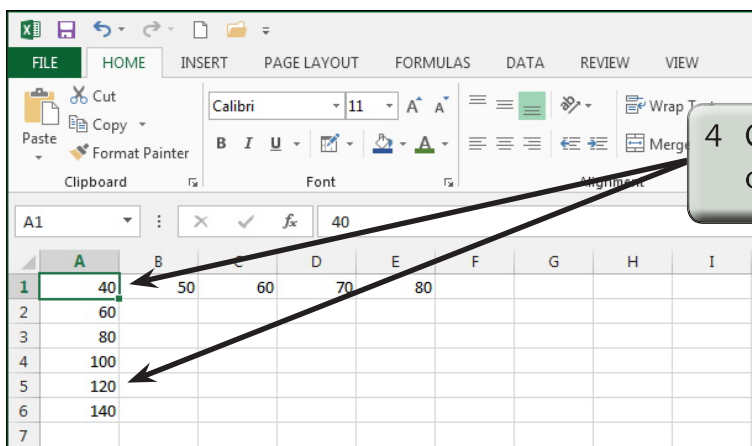 FILE HOME INSERT PAGE LAYOUT FORMULAS DATA REVIEW VIEW
Cut
Copy
Format Painter
Paste
Calibri 11 A A
B I U A
Wrap
Clipboard Font Alignment
4
A1 fx 40
A B C D E F G H I
1 40 50 60 70 80
2 60
3 80
4 100
5 120
6 140
7